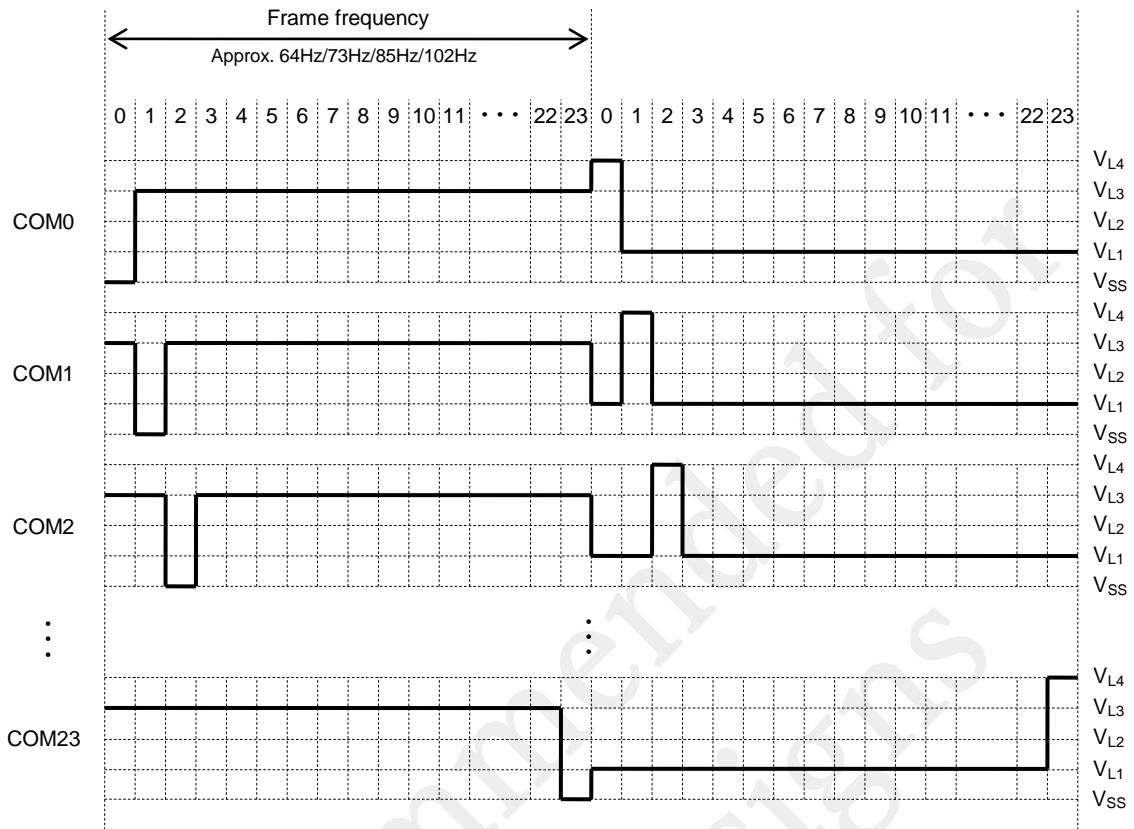 Frame frequency
Approx. 64Hz/73Hz/85Hz/102Hz
0 1 2 3 4 5 6 7 8 9 10 11 ··· 22 23 0 1 2 3 4 5 6 7 8 9 10 11 ··· 22 23
VL4
VL3
COM0 VL2
VL1
VSS
VL4
VL3
COM1 VL2
VL1
VSS
VL4
VL3
COM2 VL2
VL1
VSS
VL4
VL3
COM23 VL2
VL1
VSS
mmended for
signs